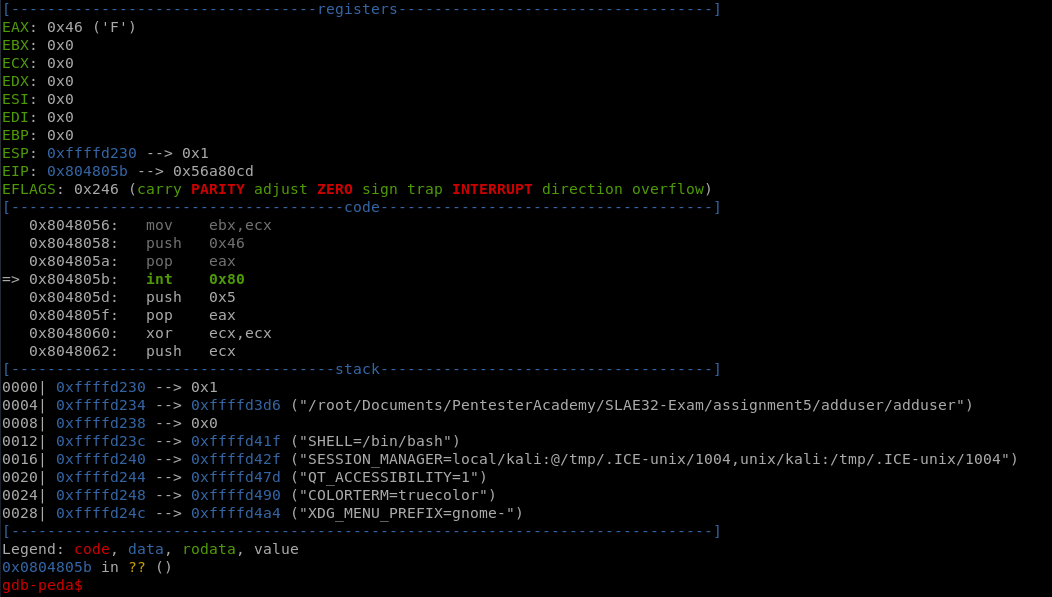 [----------------------------------registers-----------------------------------]
EAX: 0x46 ('F')
EBX: 0x0
ECX: 0x0
EDX: 0x0
ESI: 0x0
EDI: 0x0
EBP: 0x0
ESP: 0xffffd230 --> 0x1
EIP: 0x804805b --> 0x56a80cd
EFLAGS: 0x246 (carry PARITY adjust ZERO sign trap INTERRUPT direction overflow)
[-------------------------------------code-------------------------------------]
   0x8048056:	mov    ebx,ecx
   0x8048058:	push   0x46
   0x804805a:	pop    eax
=> 0x804805b:	int    0x80
   0x804805d:	push   0x5
   0x804805f:	pop    eax
   0x8048060:	xor    ecx,ecx
   0x8048062:	push   ecx
[------------------------------------stack-------------------------------------]
0000| 0xffffd230 --> 0x1
0004| 0xffffd234 --> 0xffffd3d6 ("/root/Documents/PentesterAcademy/SLAE32-Exam/assignment5/adduser/adduser")
0008| 0xffffd238 --> 0x0
0012| 0xffffd23c --> 0xffffd41f ("SHELL=/bin/bash")
0016| 0xffffd240 --> 0xffffd42f ("SESSION_MANAGER=local/kali:@/tmp/.ICE-unix/1004,unix/kali:/tmp/.ICE-unix/1004")
0020| 0xffffd244 --> 0xffffd47d ("QT_ACCESSIBILITY=1")
0024| 0xffffd248 --> 0xffffd490 ("COLORTERM=truecolor")
0028| 0xffffd24c --> 0xffffd4a4 ("XDG_MENU_PREFIX=gnome-")
[------------------------------------------------------------------------------]
Legend: code, data, rodata, value
0x0804805b in ?? ()
gdb-peda$